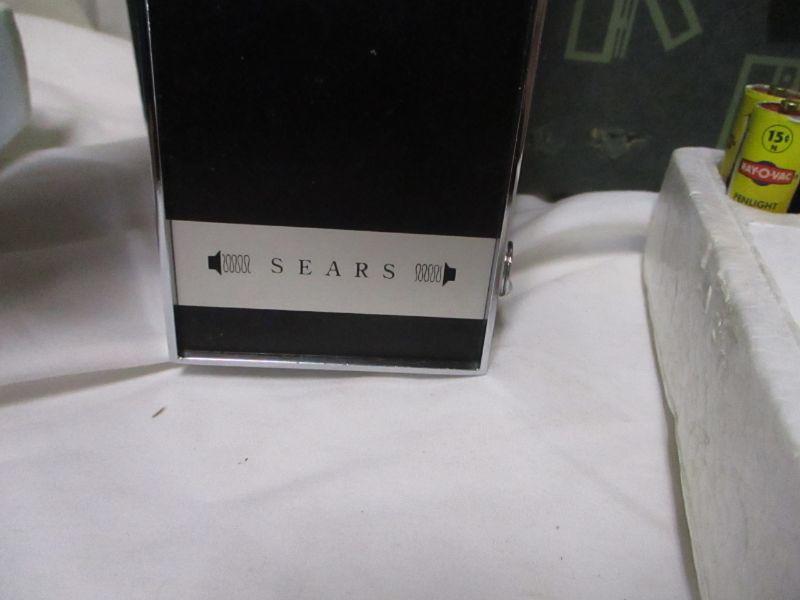 SEARS
15¢
N
RAY-O-VAC
PENLIGHT